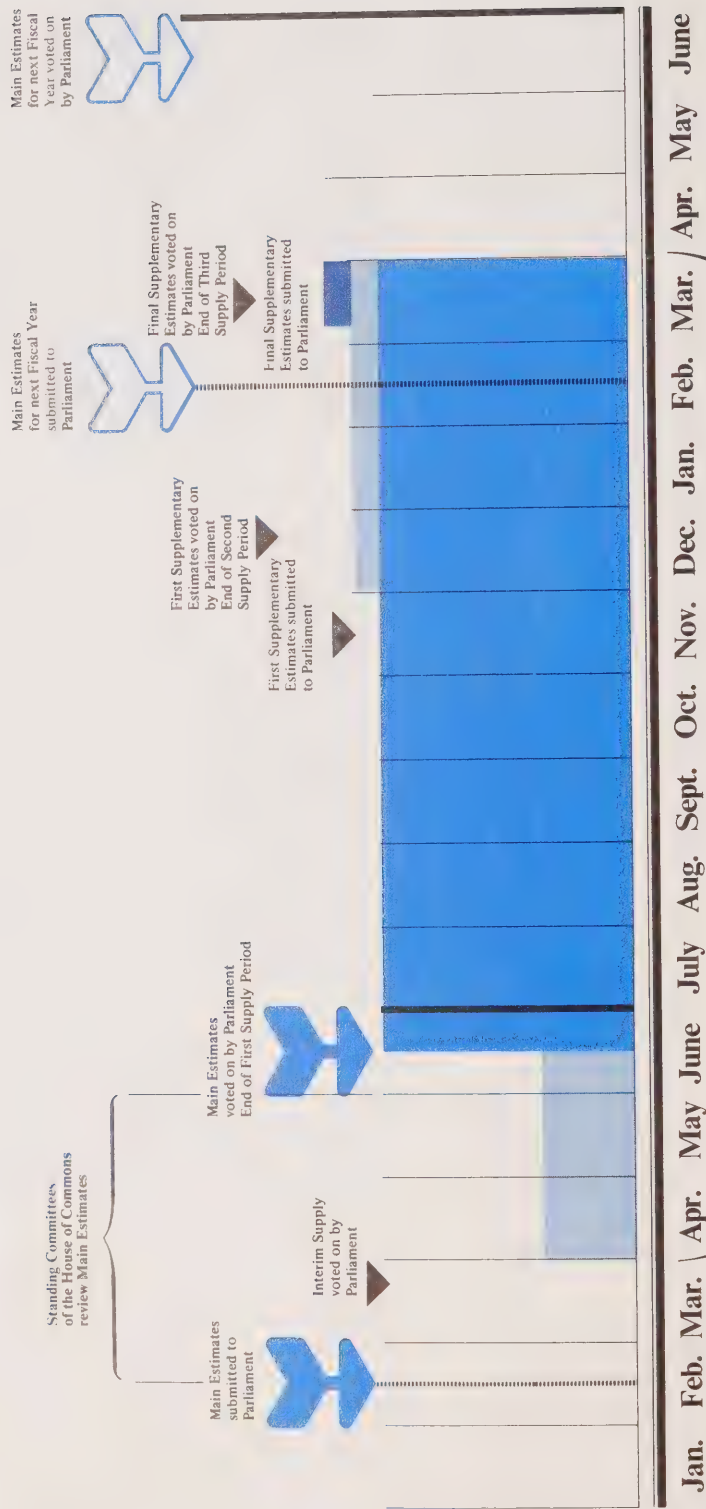 Standing Committees
of the House of Commons
review Main Estimates
Main Estimates
submitted to
Parliament
Interim Supply
voted on by
Parliament
Main Estimates
voted on by Parliament
End of First Supply Period
First Supplementary
Estimates submitted
to Parliament
First Supplementary
Estimates voted on
by Parliament
End of Second
Supply Period
Main Estimates
for next Fiscal Year
submitted to
Parliament
Final Supplementary
Estimates submitted
to Parliament
Final Supplementary
Estimates voted on
by Parliament
End of Third
Supply Period
Main Estimates
for next Fiscal
Year voted on
by Parliament
Jan. Feb. Mar. Apr. May June July Aug. Sept. Oct. Nov. Dec. Jan. Feb. Mar. Apr. May June